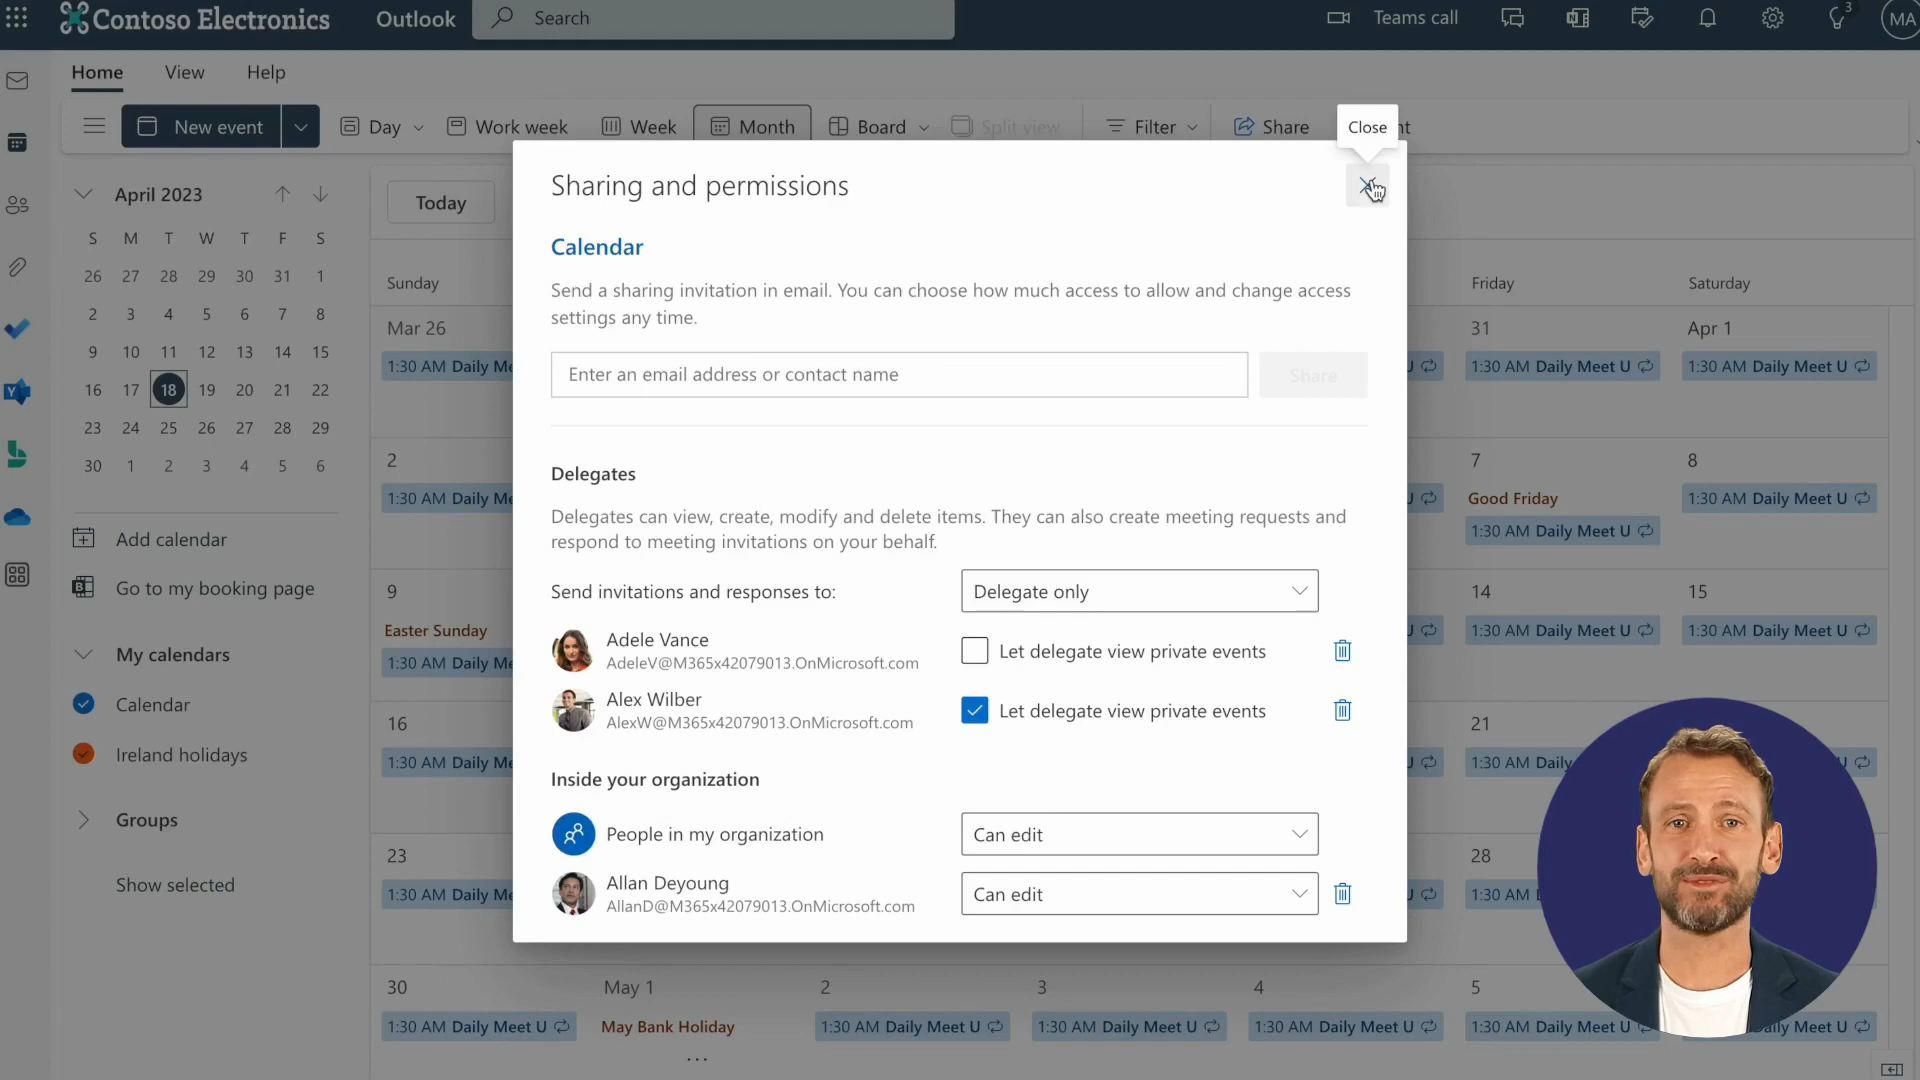 Contoso Electronics
Outlook
Search
Teams call
3
MA
Home
View
Help
New event
Day
Work week
Week
Month
Board
Split view
Filter
Share
Close
nt
April 2023
S M T W T F S
26 27 28 29 30 31 1
2 3 4 5 6 7 8
9 10 11 12 13 14 15
16 17 18 19 20 21 22
23 24 25 26 27 28 29
30 1 2 3 4 5 6
Add calendar
Go to my booking page
My calendars
Calendar
Ireland holidays
Groups
Show selected
Today
Sunday
Friday
Saturday
Mar 26
31
Apr 1
1:30 AM Daily Me
1:30 AM Daily Meet U
1:30 AM Daily Meet U
2
7
8
1:30 AM Daily Me
Good Friday
1:30 AM Daily Meet U
1:30 AM Daily Meet U
9
14
15
Easter Sunday
1:30 AM Daily Me
1:30 AM Daily Meet U
1:30 AM Daily Meet U
16
21
22
1:30 AM Daily Me
1:30 AM Daily
23
28
1:30 AM Daily Me
1:30 AM
30
May 1
2
3
4
5
1:30 AM Daily Meet U
May Bank Holiday
1:30 AM Daily Meet U
1:30 AM Daily Meet U
1:30 AM Daily Meet U
1:30 AM Daily Meet U
Daily Meet U
Sharing and permissions
Calendar
Send a sharing invitation in email. You can choose how much access to allow and change access
settings any time.
Enter an email address or contact name
Share
Delegates
Delegates can view, create, modify and delete items. They can also create meeting requests and
respond to meeting invitations on your behalf.
Send invitations and responses to:
Delegate only
Adele Vance
AdeleV@M365x42079013.OnMicrosoft.com
Let delegate view private events
Alex Wilber
AlexW@M365x42079013.OnMicrosoft.com
Let delegate view private events
Inside your organization
People in my organization
Can edit
Allan Deyoung
AllanD@M365x42079013.OnMicrosoft.com
Can edit